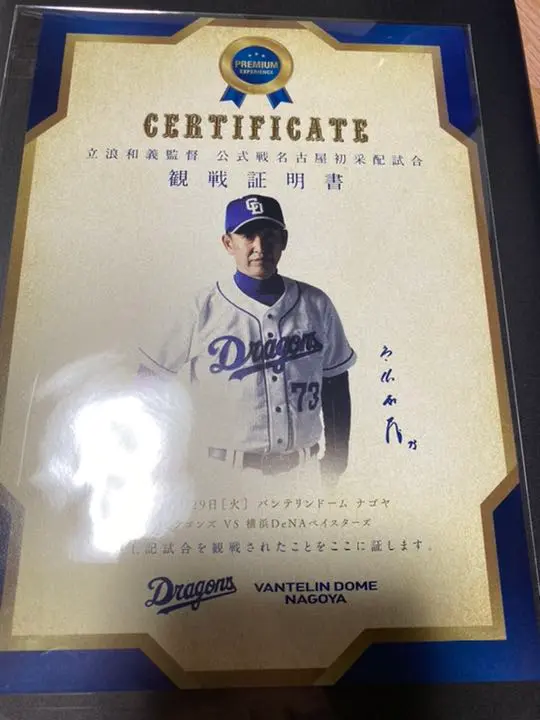 PREMIUM
EXPERIENCE
CERTIFICATE
立浪和義監督 公式戦名古屋初采配試合
観戦証明書
CD
Dragons
73
29日[火] バンテリンドーム ナゴヤ
ンズ VS 横浜DeNAベイスターズ
記試合を観戦されたことをここに証します。
Dragons
VANTELIN DOME
NAGOYA